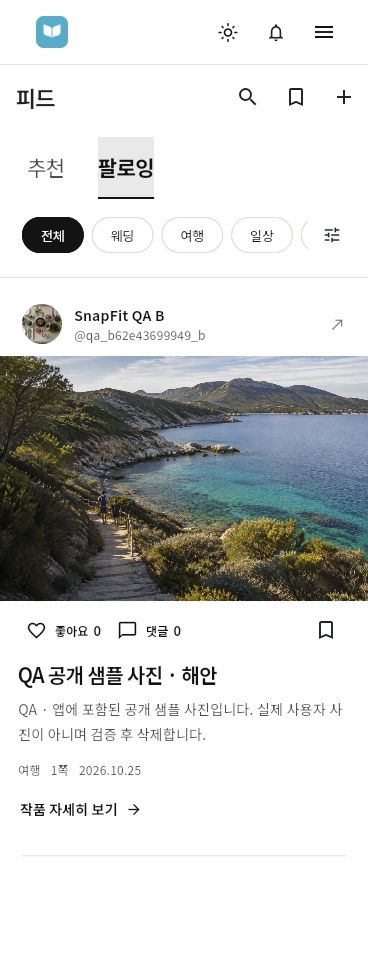 피드
추천 팔로잉
전체 웨딩 여행 일상
SnapFit QA B
@qa_b62e43699949_b
좋아요 0 댓글 0
QA 공개 샘플 사진 · 해안
QA · 앱에 포함된 공개 샘플 사진입니다. 실제 사용자 사
진이 아니며 검증 후 삭제합니다.
여행 1쪽 2026.10.25
작품 자세히 보기 →